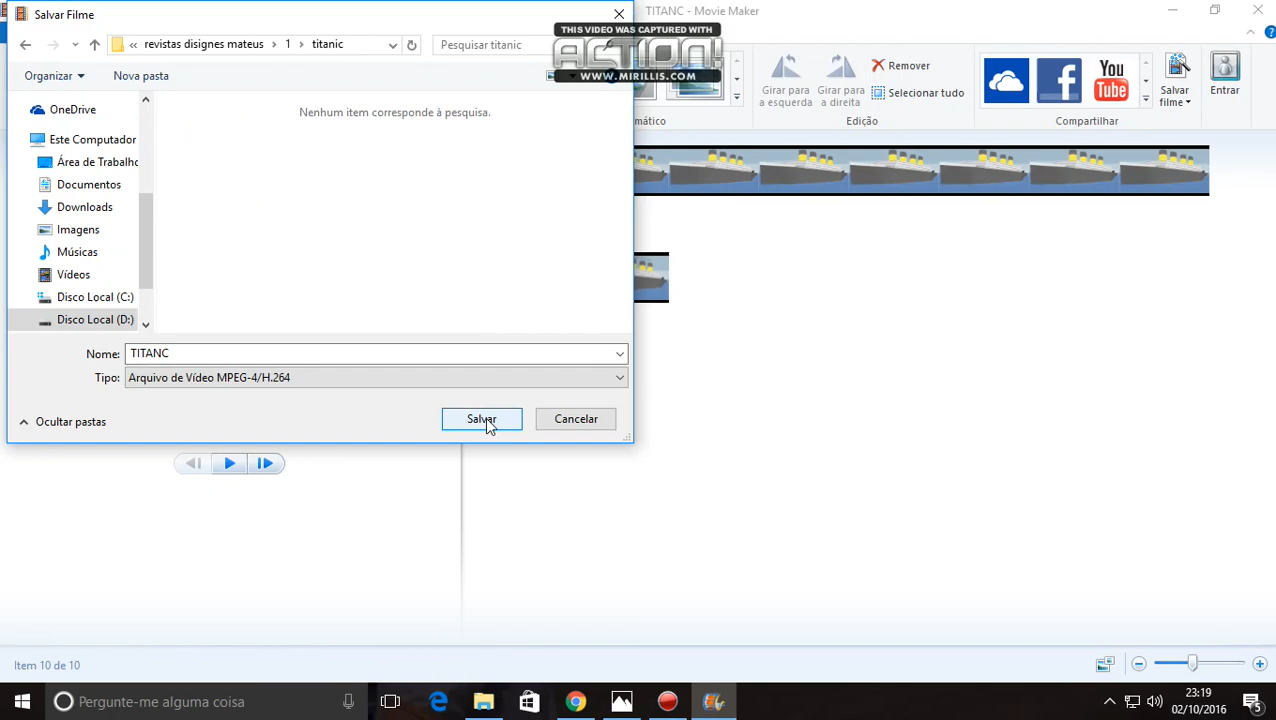 Salvar Filme
TITANC - Movie Maker
THIS VIDEO WAS CAPTURED WITH
ACTION!
WWW.MIRILLIS.COM
« revistas disignes mateus > 1 > titanic
Pesquisar titanic
Organizar
Nova pasta
OneDrive
Este Computador
Área de Trabalho
Documentos
Downloads
Imagens
Músicas
Vídeos
Disco Local (C:)
Disco Local (D:)
Nenhum item corresponde à pesquisa.
Nome: TITANC
Tipo: Arquivo de Vídeo MPEG-4/H.264
Ocultar pastas
Salvar
Cancelar
Girar para a esquerda
Girar para a direita
Remover
Selecionar tudo
Edição
You Tube
Compartilhar
Salvar filme
Entrar
Item 10 de 10
Pergunte-me alguma coisa
23:19
02/10/2016
5